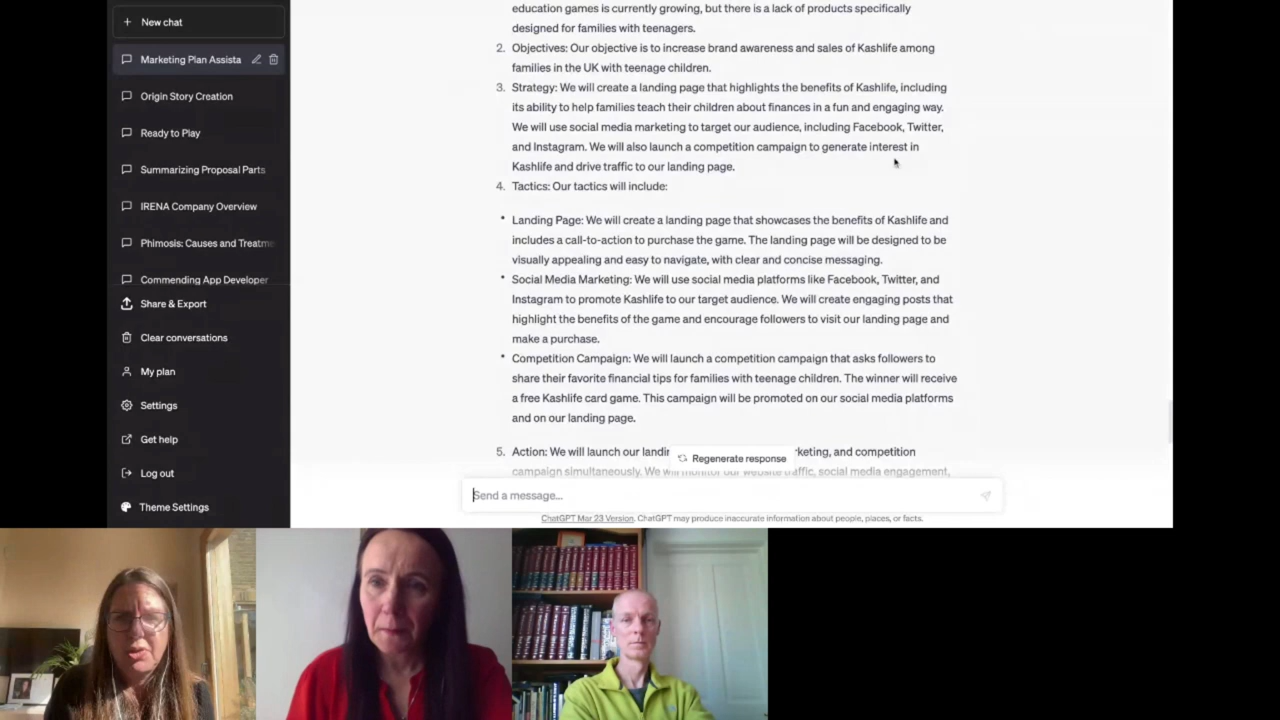 New chat
Marketing Plan Assista
Origin Story Creation
Ready to Play
Summarizing Proposal Parts
IRENA Company Overview
Phimosis: Causes and Treatme
Commending App Developer
Share & Export
Clear conversations
My plan
Settings
Get help
Log out
Theme Settings
education games is currently growing, but there is a lack of products specifically
designed for families with teenagers.
2. Objectives: Our objective is to increase brand awareness and sales of Kashlife among
families in the UK with teenage children.
3. Strategy: We will create a landing page that highlights the benefits of Kashlife, including
its ability to help families teach their children about finances in a fun and engaging way.
We will use social media marketing to target our audience, including Facebook, Twitter,
and Instagram. We will also launch a competition campaign to generate interest in
Kashlife and drive traffic to our landing page.
4. Tactics: Our tactics will include:
• Landing Page: We will create a landing page that showcases the benefits of Kashlife and
includes a call-to-action to purchase the game. The landing page will be designed to be
visually appealing and easy to navigate, with clear and concise messaging.
• Social Media Marketing: We will use social media platforms like Facebook, Twitter, and
Instagram to promote Kashlife to our target audience. We will create engaging posts that
highlight the benefits of the game and encourage followers to visit our landing page and
make a purchase.
• Competition Campaign: We will launch a competition campaign that asks followers to
share their favorite financial tips for families with teenage children. The winner will receive
a free Kashlife card game. This campaign will be promoted on our social media platforms
and on our landing page.
5. Action: We will launch our landin keting, and competition
Regenerate response
campaign simultaneously. We will monitor our website traffic, social media engagement,
Send a message...
ChatGPT Mar 23 Version. ChatGPT may produce inaccurate information about people, places, or facts.